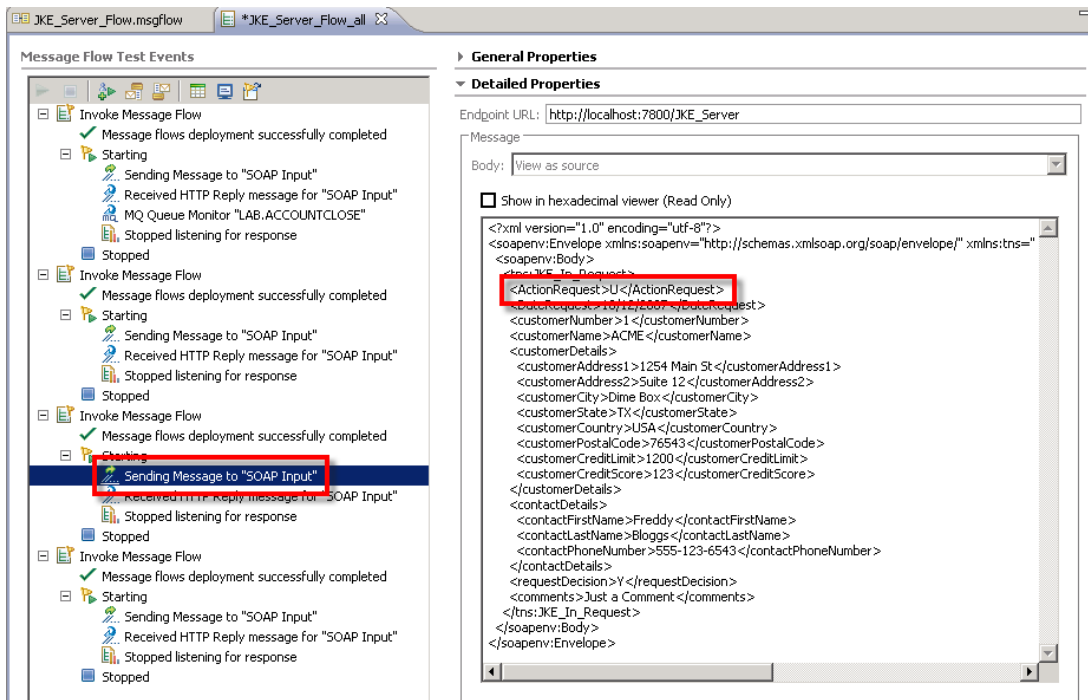 JKE_Server_Flow.msgflow
*JKE_Server_Flow_all
Message Flow Test Events
Invoke Message Flow
Message flows deployment successfully completed
Starting
Sending Message to "SOAP Input"
Received HTTP Reply message for "SOAP Input"
MQ Queue Monitor "LAB.ACCOUNTCLOSE"
Stopped listening for response
Stopped
Invoke Message Flow
Message flows deployment successfully completed
Starting
Sending Message to "SOAP Input"
Received HTTP Reply message for "SOAP Input"
Stopped listening for response
Stopped
Invoke Message Flow
Message flows deployment successfully completed
Starting
Sending Message to "SOAP Input"
Received HTTP Reply message for "SOAP Input"
Stopped listening for response
Stopped
Invoke Message Flow
Message flows deployment successfully completed
Starting
Sending Message to "SOAP Input"
Received HTTP Reply message for "SOAP Input"
Stopped listening for response
Stopped
General Properties
Detailed Properties
Endpoint URL: http://localhost:7800/JKE_Server
Message
Body: View as source
Show in hexadecimal viewer (Read Only)
<?xml version="1.0" encoding="utf-8"?>
<soapenv:Envelope xmlns:soapenv="http://schemas.xmlsoap.org/soap/envelope/" xmlns:tns="
<soapenv:Body>
<tns:JKE_In_Request>
<ActionRequest>U</ActionRequest>
<DateRequest>10/12/2007</DateRequest>
<customerNumber>1</customerNumber>
<customerName>ACME</customerName>
<customerDetails>
<customerAddress1>1254 Main St</customerAddress1>
<customerAddress2>Suite 12</customerAddress2>
<customerCity>Dime Box</customerCity>
<customerState>TX</customerState>
<customerCountry>USA</customerCountry>
<customerPostalCode>76543</customerPostalCode>
<customerCreditLimit>1200</customerCreditLimit>
<customerCreditScore>123</customerCreditScore>
</customerDetails>
<contactDetails>
<contactFirstName>Freddy</contactFirstName>
<contactLastName>Bloggs</contactLastName>
<contactPhoneNumber>555-123-6543</contactPhoneNumber>
</contactDetails>
<requestDecision>Y</requestDecision>
<comments>Just a Comment</comments>
</tns:JKE_In_Request>
</soapenv:Body>
</soapenv:Envelope>